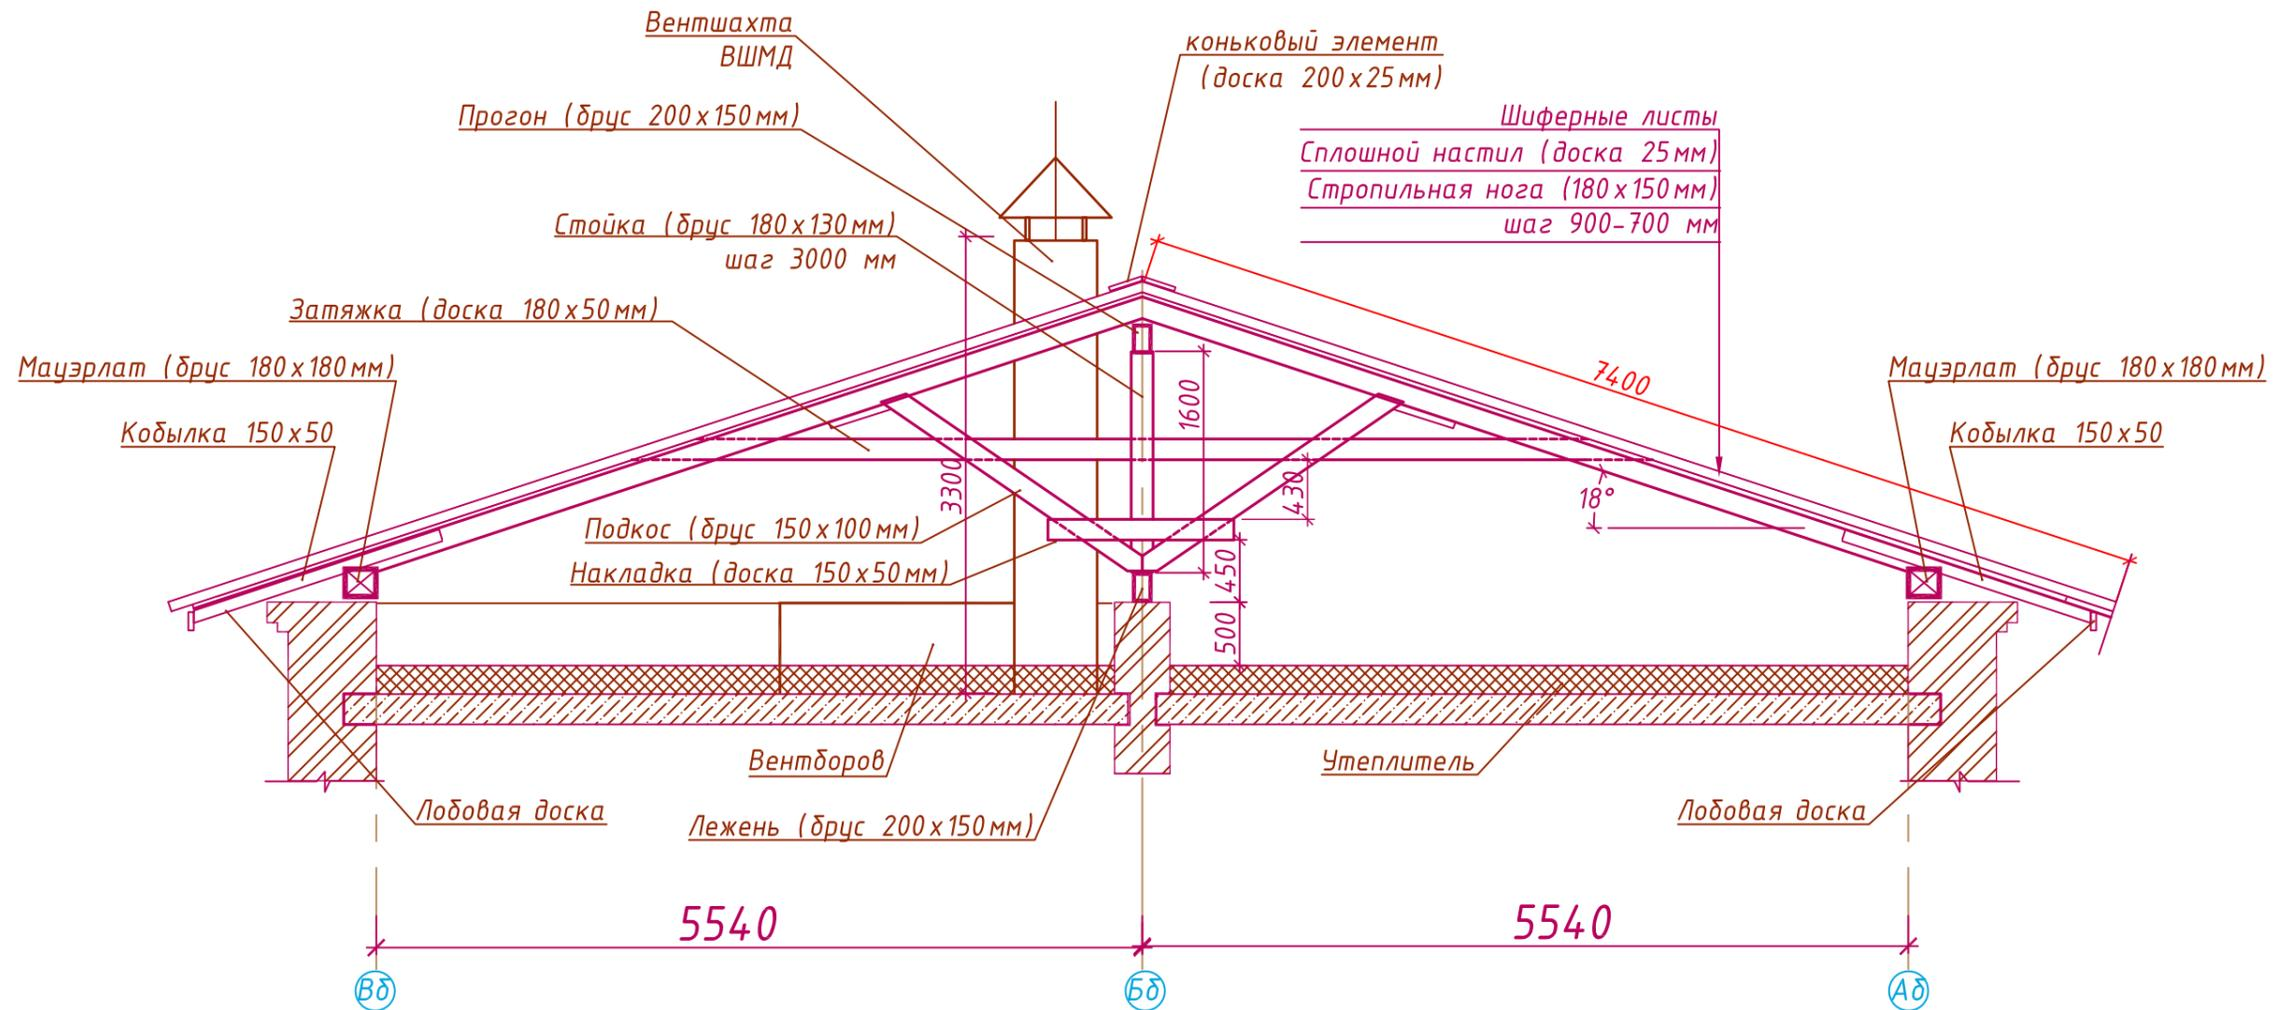 Вентшахта
ВШМД
коньковый элемент
(доска 200х25мм)
Прогон (брус 200х150мм)
Шиферные листы
Сплошной настил (доска 25мм)
Стропильная нога (180х150мм)
шаг 900-700 мм
Стойка (брус 180х130мм)
шаг 3000 мм
Затяжка (доска 180х50мм)
Мауэрлат (брус 180х180мм)
7400
Мауэрлат (брус 180х180мм)
1600
Кобылка 150х50
Кобылка 150х50
3300
430
18°
Подкос (брус 150х100мм)
Накладка (доска 150х50мм)
450
500
Вентборов
Утеплитель
Лобовая доска
Лежень (брус 200х150мм)
Лобовая доска
5540
5540
Вб
Бб
Аб